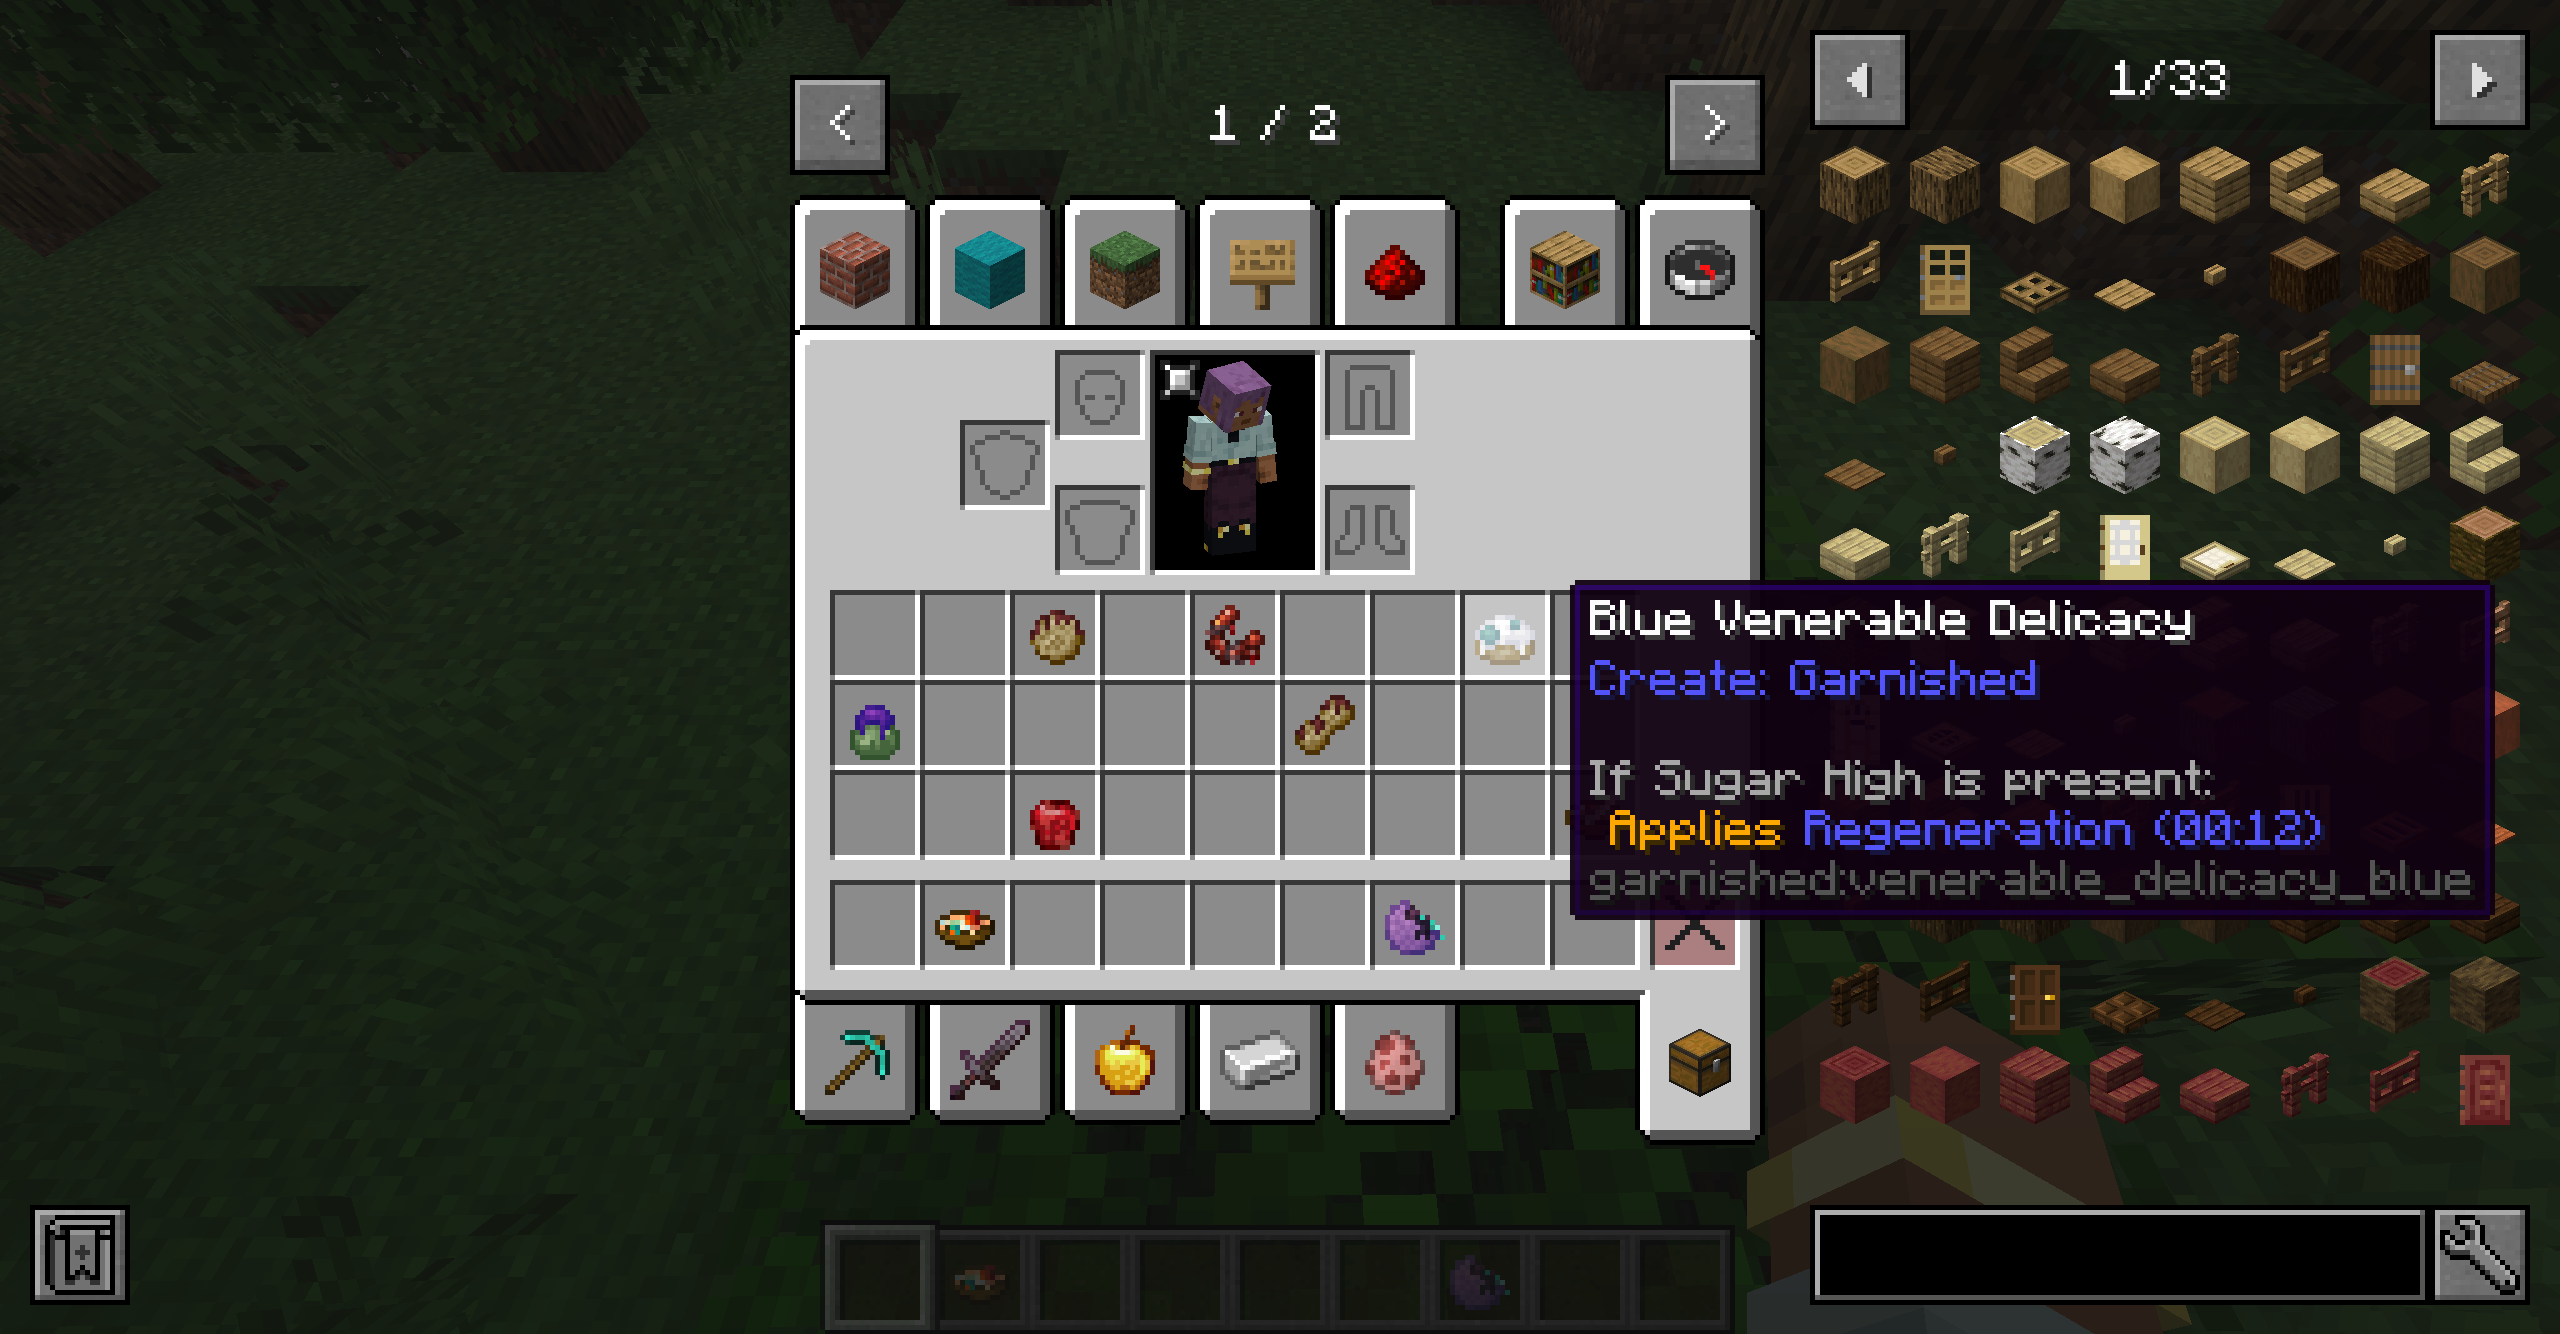 1 / 2
1/33
<
>
Blue Venerable Delicacy
Create: Garnished
If Sugar High is present:
Applies Regeneration (00:12)
garnished:venerable_delicacy_blue